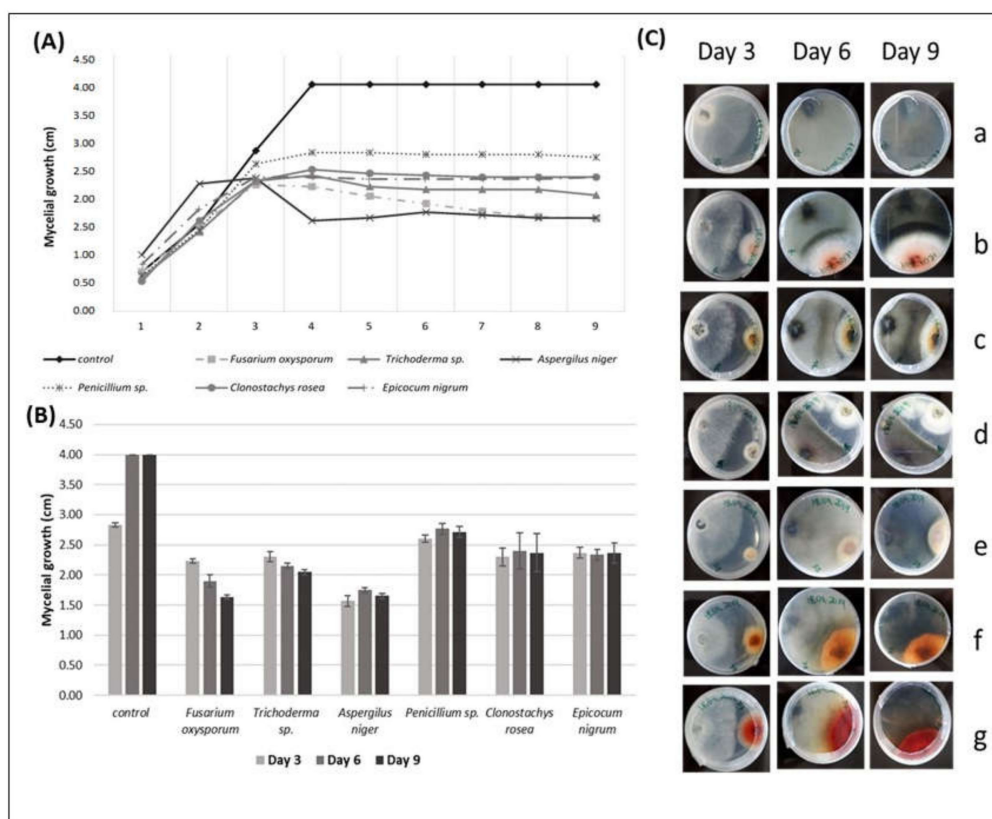 (A)
4.50
4.00
3.50
3.00
2.50
2.00
1.50
1.00
0.50
0.00
Mycelial growth (cm)
1 2 3 4 5 6 7 8 9
control Fusarium oxysporum Trichoderma sp. Aspergilus niger
Penicillium sp. Clonostachys rosea Epicocum nigrum
(B)
4.50
4.00
3.50
3.00
2.50
2.00
1.50
1.00
0.50
0.00
Mycelial growth (cm)
control Fusarium oxysporum Trichoderma sp. Aspergilus niger Penicillium sp. Clonostachys rosea Epicocum nigrum
Day 3 Day 6 Day 9
(C)
Day 3 Day 6 Day 9
a
b
c
d
e
f
g